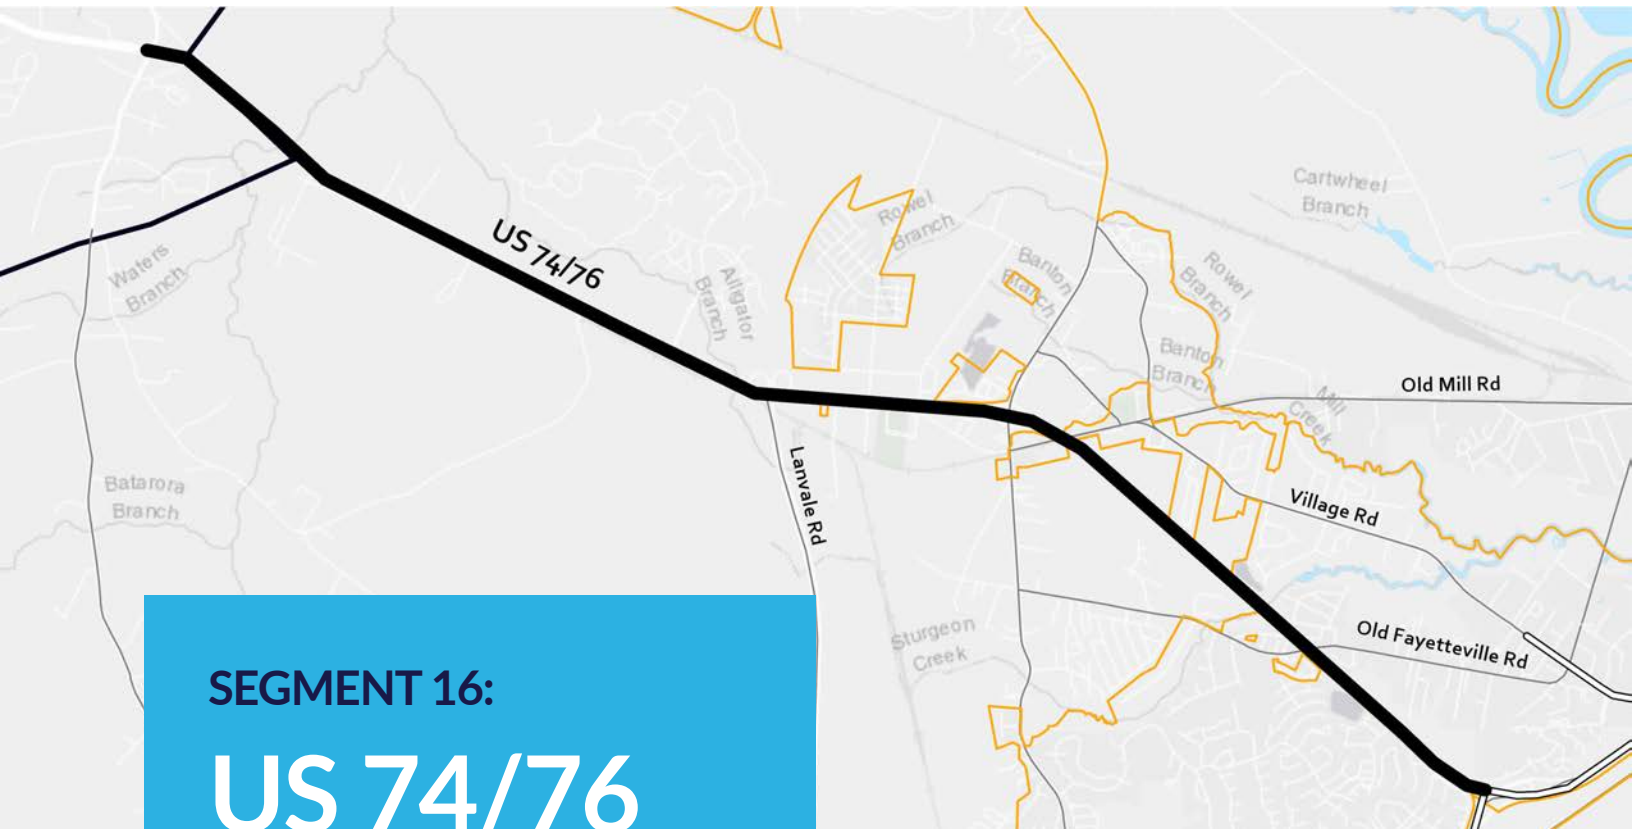 Cartwheel
Branch
Rowel
Branch
US 74/76
Waters
Branch
Alligator
Branch
Banton
Branch
Rowel
Branch
Banton
Branch
Old Mill Rd
Mill
Creek
Lanvale Rd
Batarora
Branch
Village Rd
Sturgeon
Creek
Old Fayetteville Rd
SEGMENT 16:
US 74/76